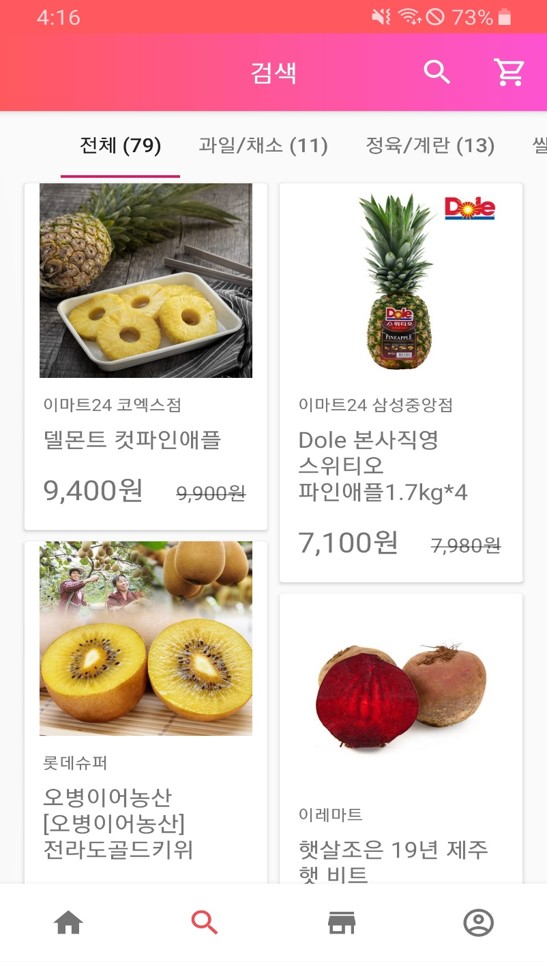 4:16
73%
검색
전체 (79)
과일/채소 (11)
정육/계란 (13)
이마트24 코엑스점
델몬트 컷파인애플
9,400원
9,900원
Dole
Dole
스위티오
PINEAPPLE
이마트24 삼성중앙점
Dole 본사직영
스위티오
파인애플1.7kg*4
7,100원
7,980원
롯데슈퍼
오병이어농산
[오병이어농산]
전라도골드키위
이레마트
햇살조은 19년 제주
햇 비트